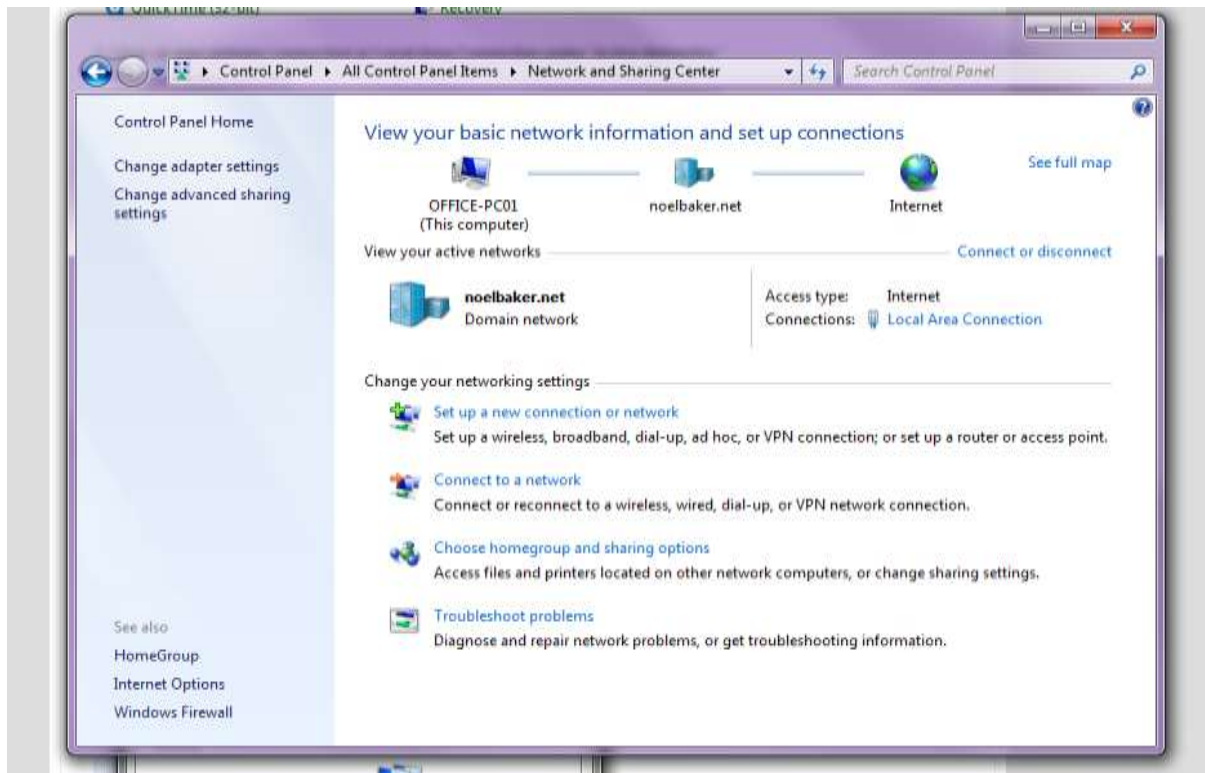 QuickTime (32-bit)
Recovery
Control Panel ▸ All Control Panel Items ▸ Network and Sharing Center
Search Control Panel
Control Panel Home
Change adapter settings
Change advanced sharing
settings
See also
HomeGroup
Internet Options
Windows Firewall
View your basic network information and set up connections
See full map
OFFICE-PC01
(This computer)
noelbaker.net
Internet
View your active networks
Connect or disconnect
noelbaker.net
Domain network
Access type: Internet
Connections: Local Area Connection
Change your networking settings
Set up a new connection or network
Set up a wireless, broadband, dial-up, ad hoc, or VPN connection; or set up a router or access point.
Connect to a network
Connect or reconnect to a wireless, wired, dial-up, or VPN network connection.
Choose homegroup and sharing options
Access files and printers located on other network computers, or change sharing settings.
Troubleshoot problems
Diagnose and repair network problems, or get troubleshooting information.